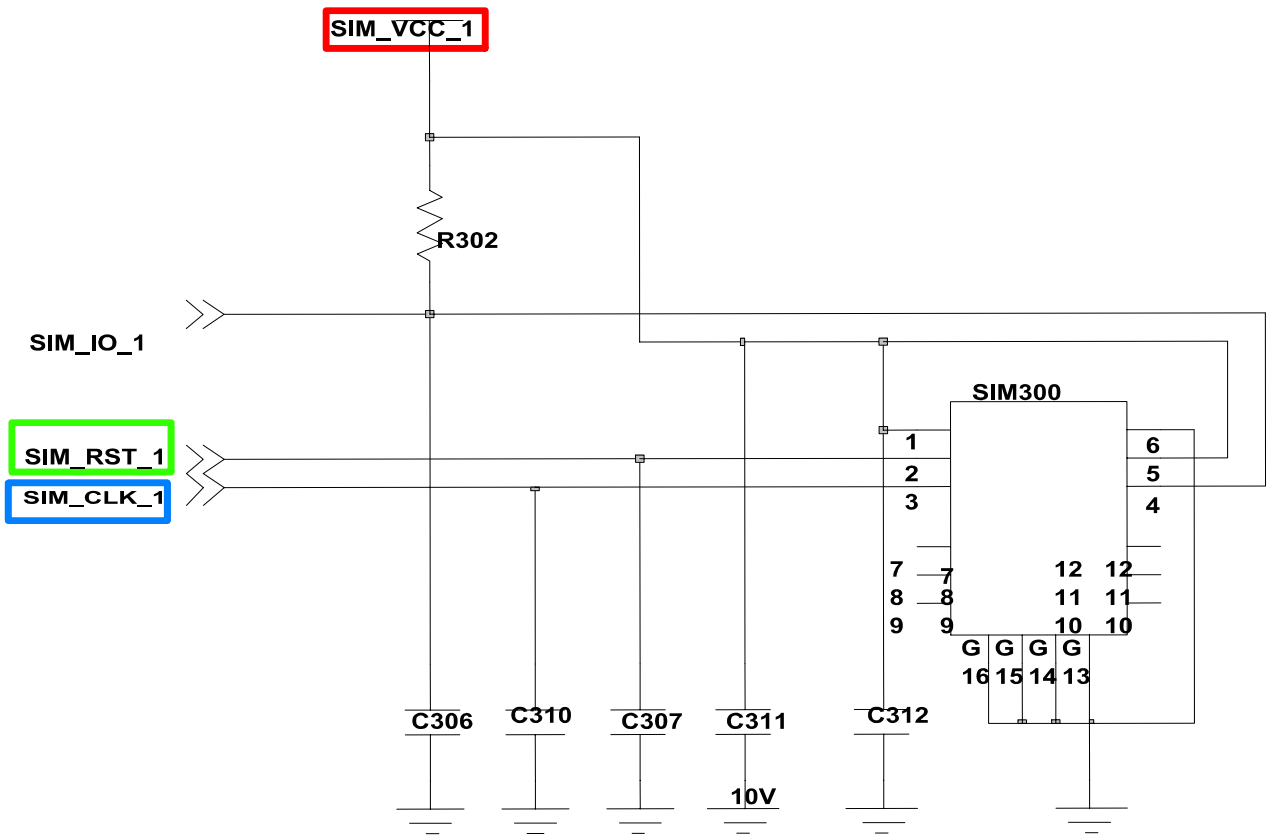 SIM_VCC_1
R302
SIM_IO_1
SIM300
SIM_RST_1
SIM_CLK_1
1
2
3
6
5
4
7 7 12 12
8 8 11 11
9 9 10 10
G G G G
16 15 14 13
C306 C310 C307 C311 C312
10V